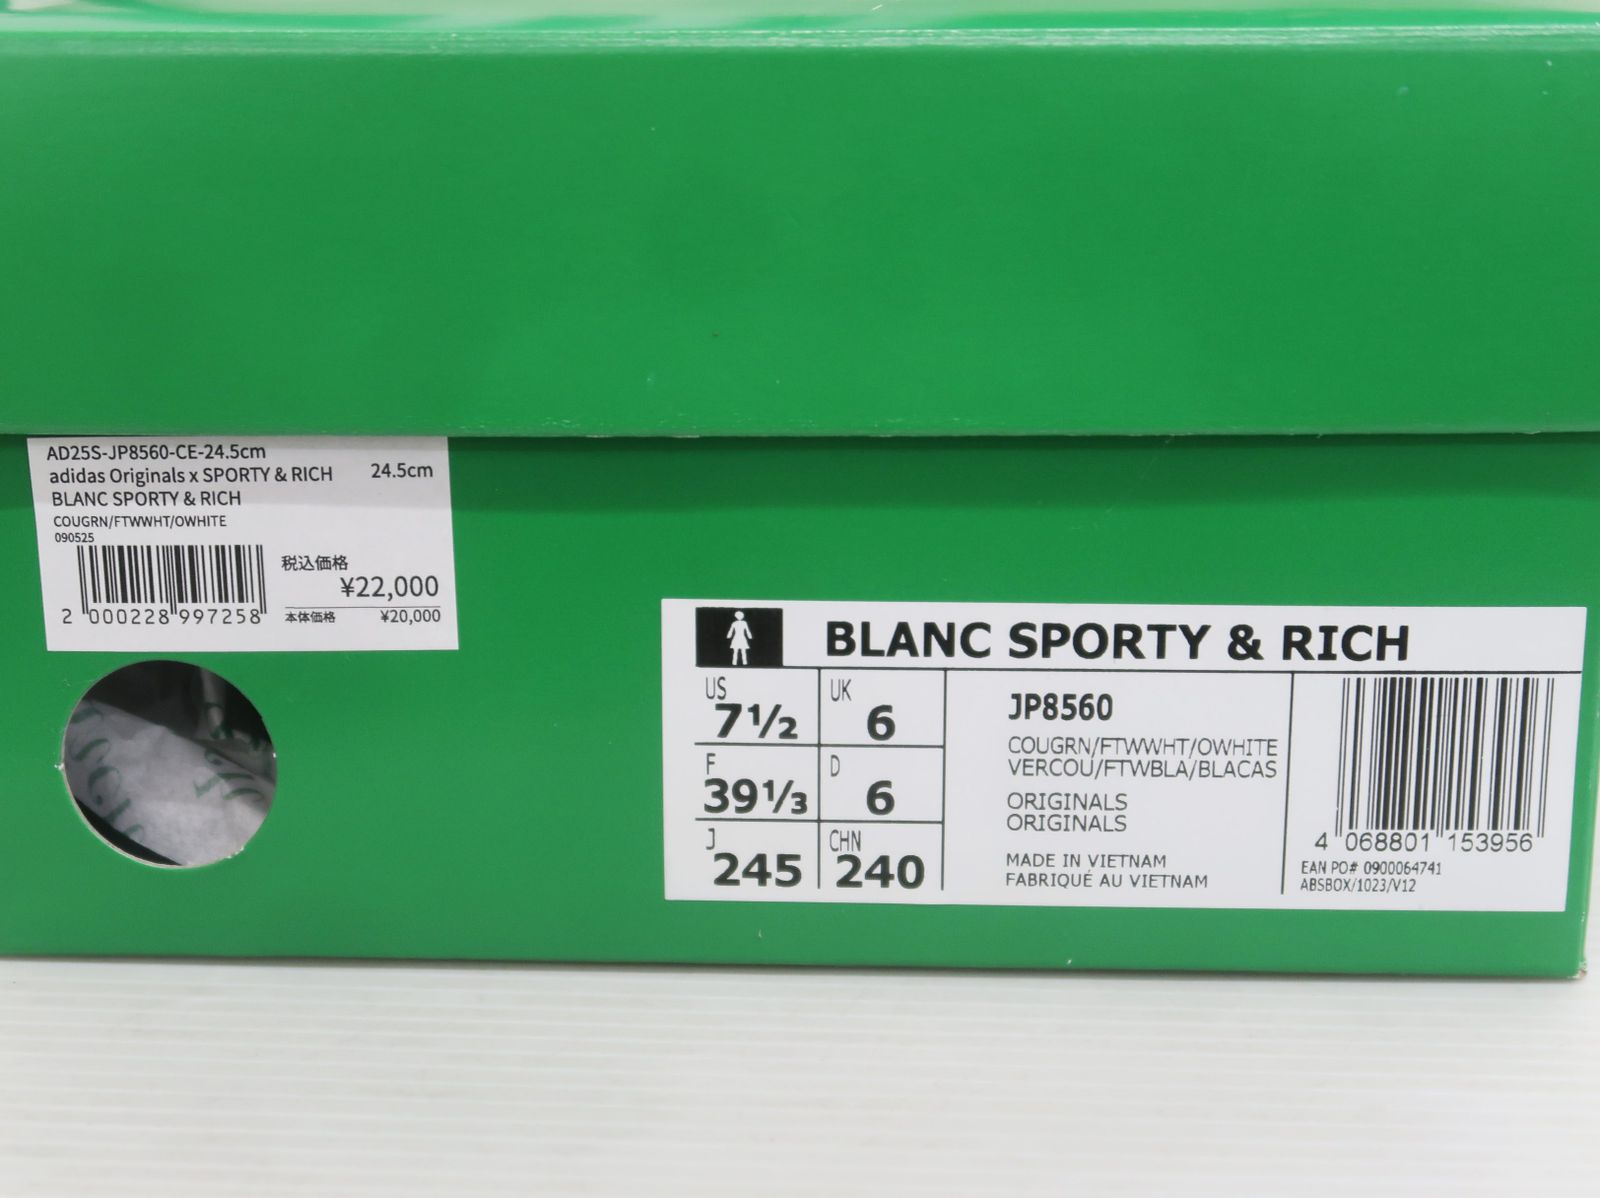 AD25S-JP8560-CE-24.5cm
adidas Originals x SPORTY & RICH 24.5cm
BLANC SPORTY & RICH
COUGRN/FTWWHT/OWHITE
090525
税込価格
¥22,000
本体価格 ¥20,000
2 000228 997258
BLANC SPORTY & RICH
US 7½ UK 6
F 39⅓ D 6
J 245 CHN 240
JP8560
COUGRN/FTWWHT/OWHITE
VERCOU/FTWBLA/BLACAS
ORIGINALS
ORIGINALS
MADE IN VIETNAM
FABRIQUÉ AU VIETNAM
4 068801 153956
EAN PO# 0900064741
ABSBOX/1023/V12